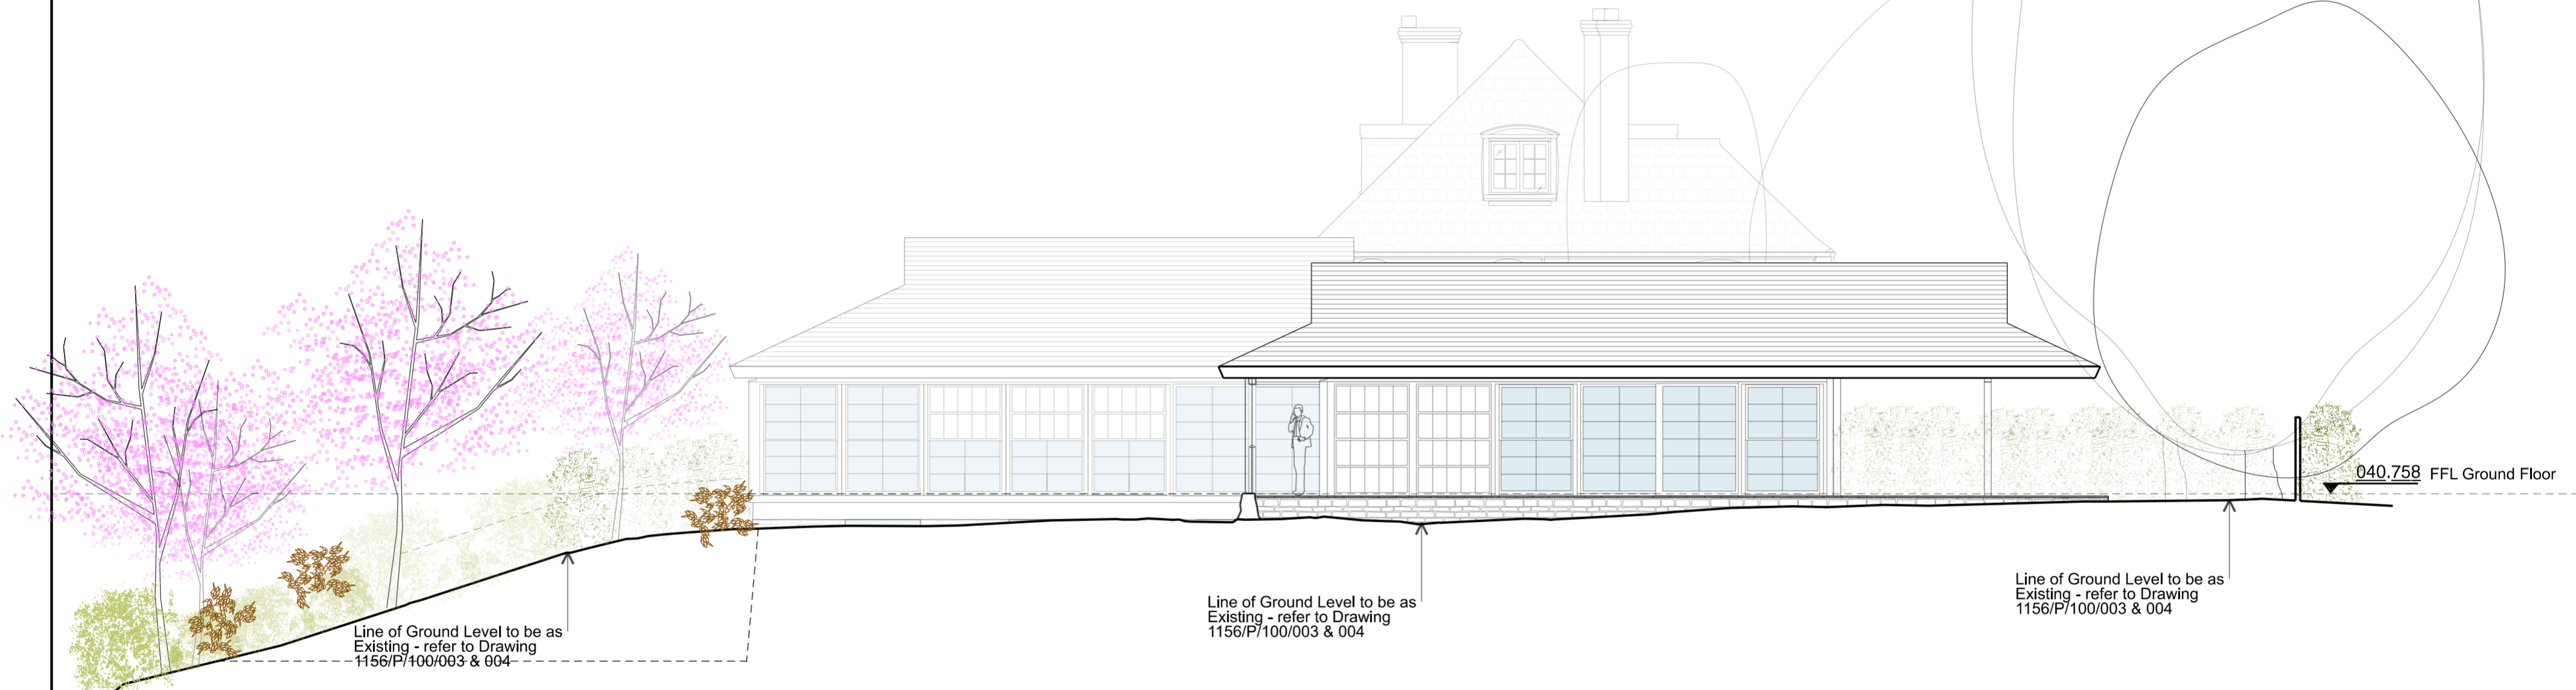 040.758 FFL Ground Floor
Line of Ground Level to be as
Existing - refer to Drawing
1156/P/100/003 & 004
Line of Ground Level to be as
Existing - refer to Drawing
1156/P/100/003 & 004
Line of Ground Level to be as
Existing - refer to Drawing
1156/P/100/003 & 004